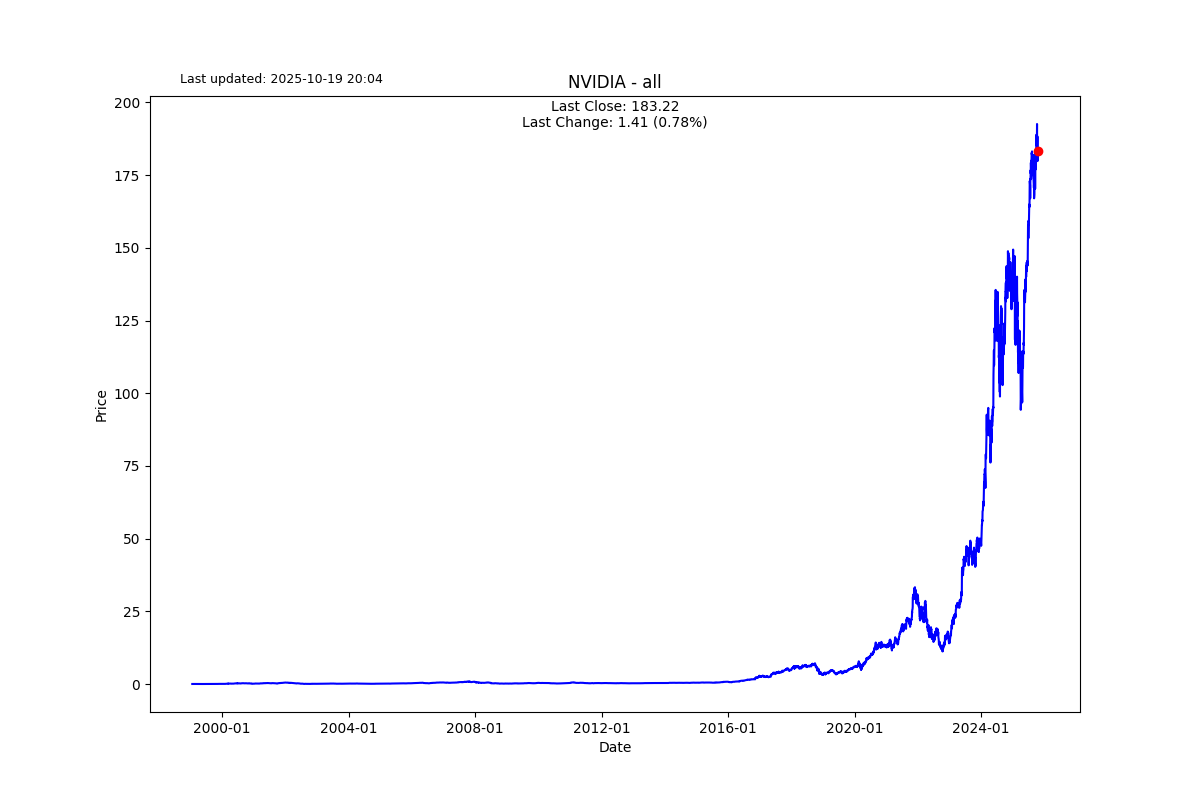 Last updated: 2025-10-19 20:04
NVIDIA - all
Last Close: 183.22
Last Change: 1.41 (0.78%)
200
175
150
125
100
75
50
25
0
Price
2000-01 2004-01 2008-01 2012-01 2016-01 2020-01 2024-01
Date